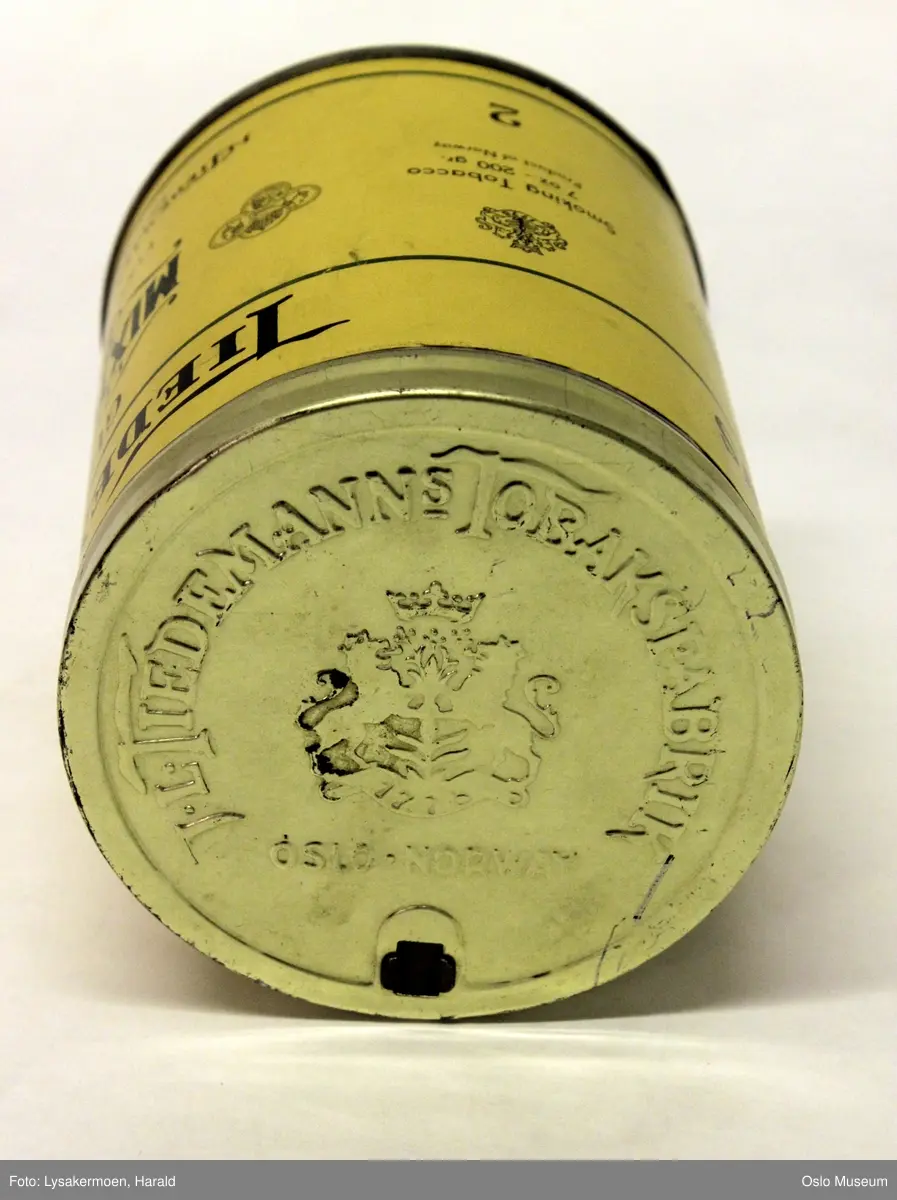 J·L·TIEDEMANNS TOBAKSFABRIK
1778
OSLO·NORWAY
TIEDE
MIX
2
Smoking Tobacco
7 oz - 200 gr.
Product of Norway
Foto: Lysakermoen, Harald
Oslo Museum